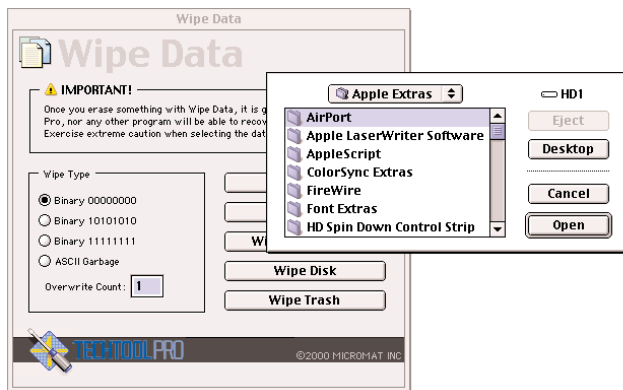 Wipe Data
Wipe Data
IMPORTANT!
Once you erase something with Wipe Data, it is
Pro, nor any other program will be able to
Exercise extreme caution when selecting the
Wipe Type
Binary 00000000
Binary 10101010
Binary 11111111
ASCII Garbage
Overwrite Count: 1
Wipe Disk
Wipe Trash
TECHTOOL PRO
©2000 MICROMAT INC
Apple Extras
HD1
AirPort
Apple LaserWriter Software
AppleScript
ColorSync Extras
FireWire
Font Extras
HD Spin Down Control Strip
Eject
Desktop
Cancel
Open